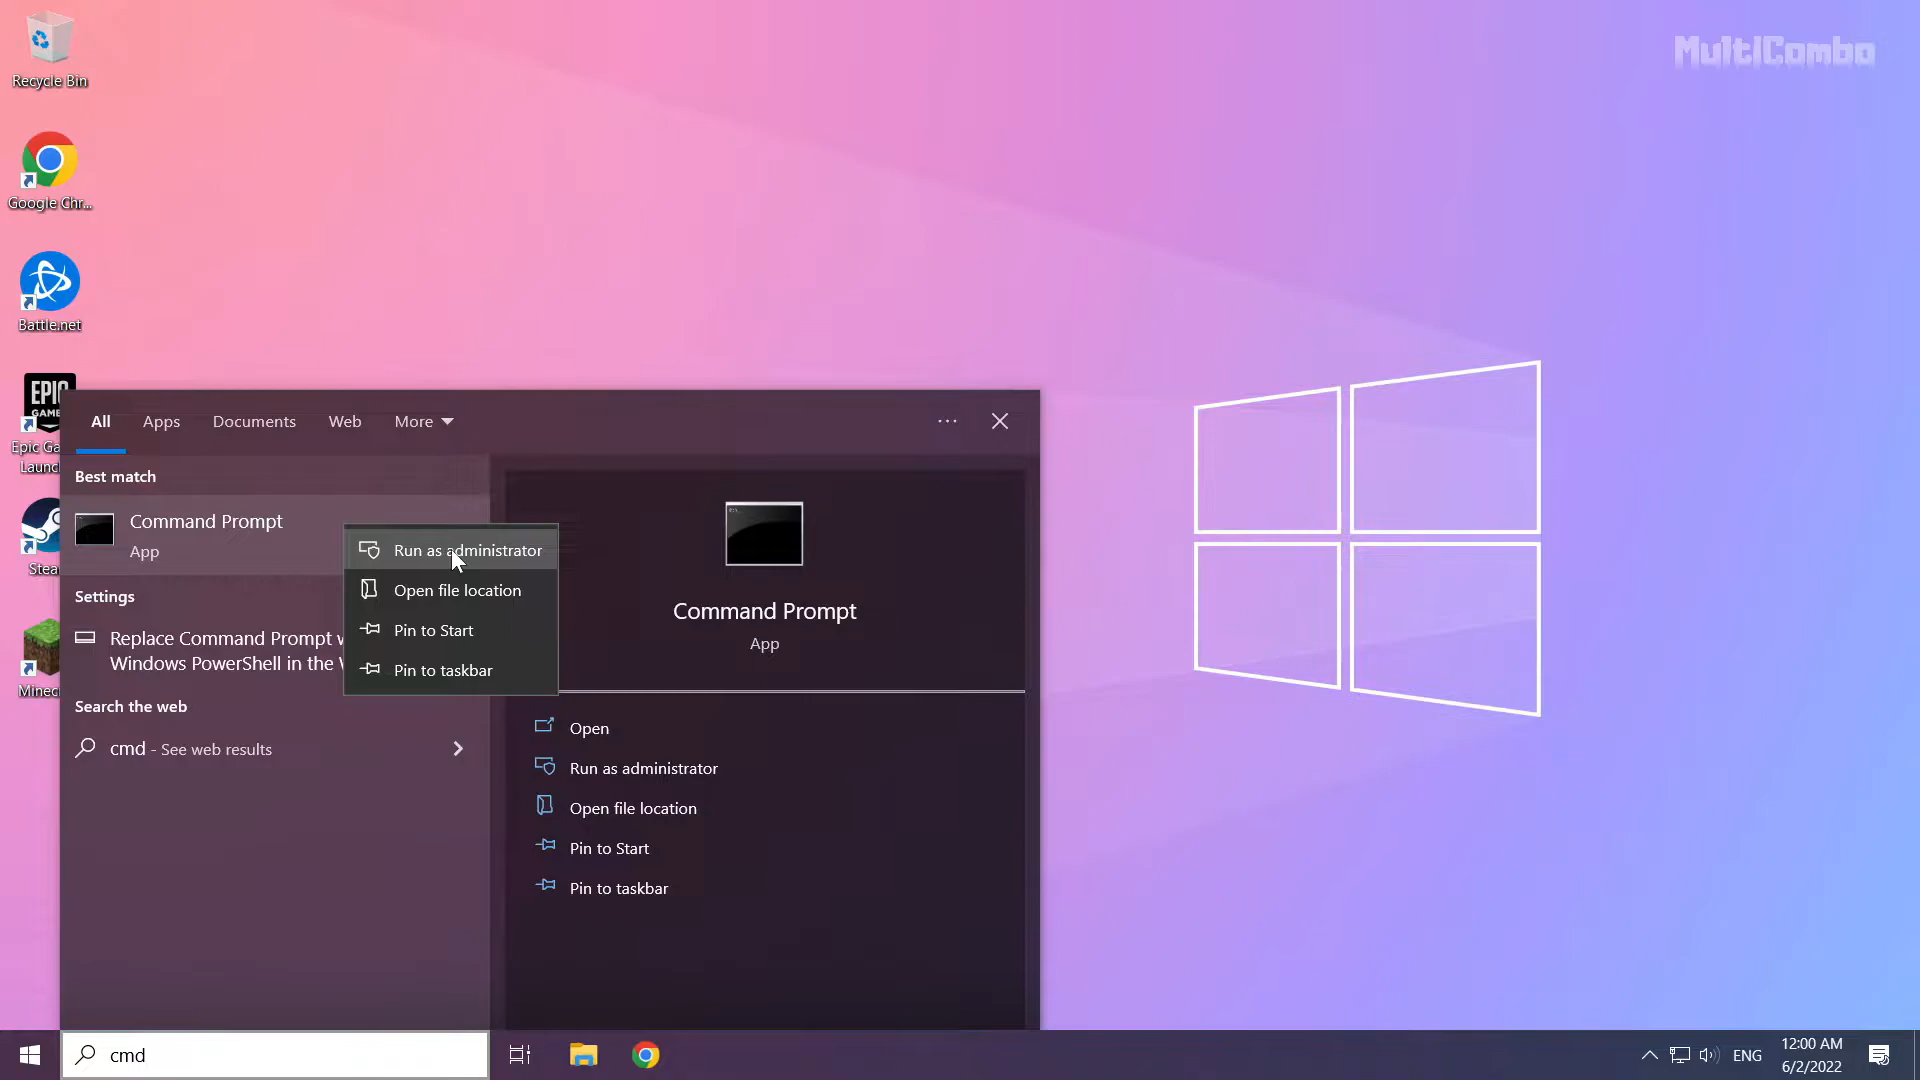 MultiCombo
Recycle Bin
Google Chr...
Battle.net
EPIC
GAM
Epic Ga
Launc
Stea
Minec
All
Apps
Documents
Web
More
Best match
Command Prompt
App
Settings
Replace Command Prompt w
Windows PowerShell in the
Search the web
cmd - See web results
Run as administrator
Open file location
Pin to Start
Pin to taskbar
Command Prompt
App
Open
Run as administrator
Open file location
Pin to Start
Pin to taskbar
cmd
ENG
12:00 AM
6/2/2022